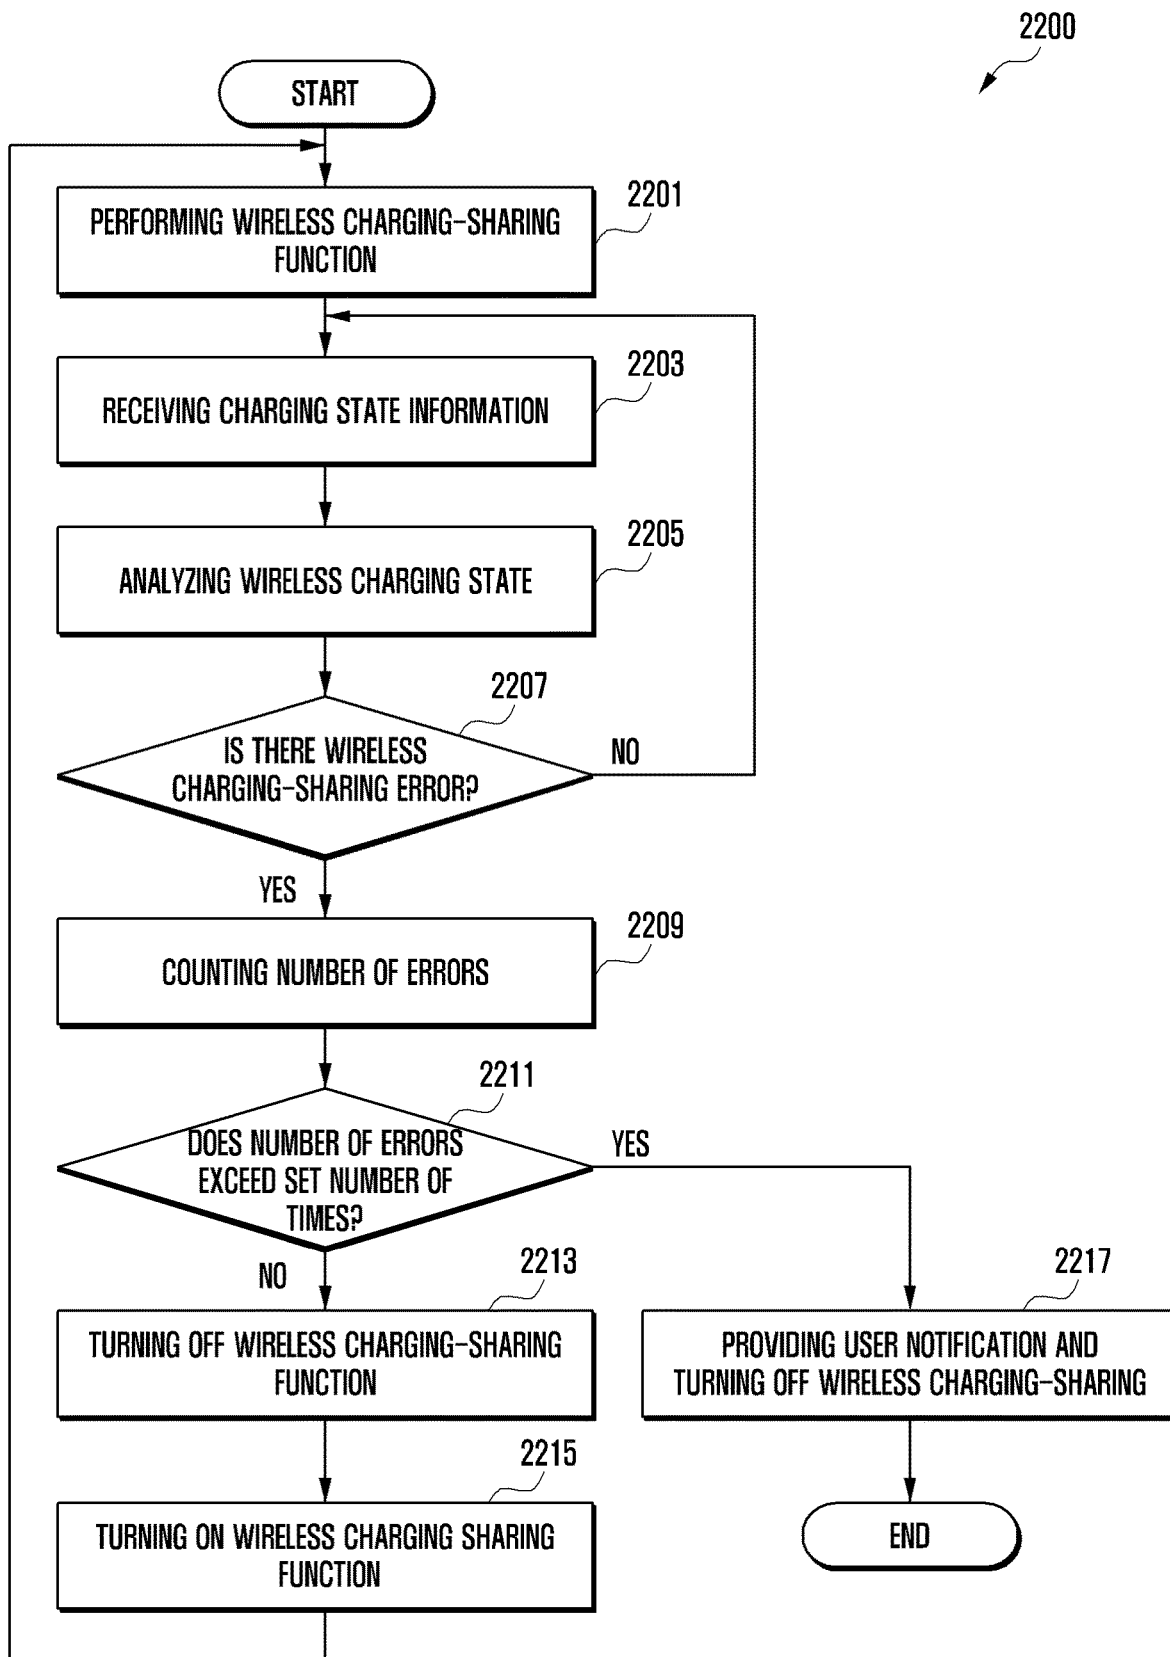 2200
START
2201
PERFORMING WIRELESS CHARGING-SHARING
FUNCTION
2203
RECEIVING CHARGING STATE INFORMATION
2205
ANALYZING WIRELESS CHARGING STATE
2207
IS THERE WIRELESS
CHARGING-SHARING ERROR?
NO
YES
2209
COUNTING NUMBER OF ERRORS
2211
DOES NUMBER OF ERRORS
EXCEED SET NUMBER OF
TIMES?
YES
NO
2213
TURNING OFF WIRELESS CHARGING-SHARING
FUNCTION
2217
PROVIDING USER NOTIFICATION AND
TURNING OFF WIRELESS CHARGING-SHARING
2215
TURNING ON WIRELESS CHARGING SHARING
FUNCTION
END